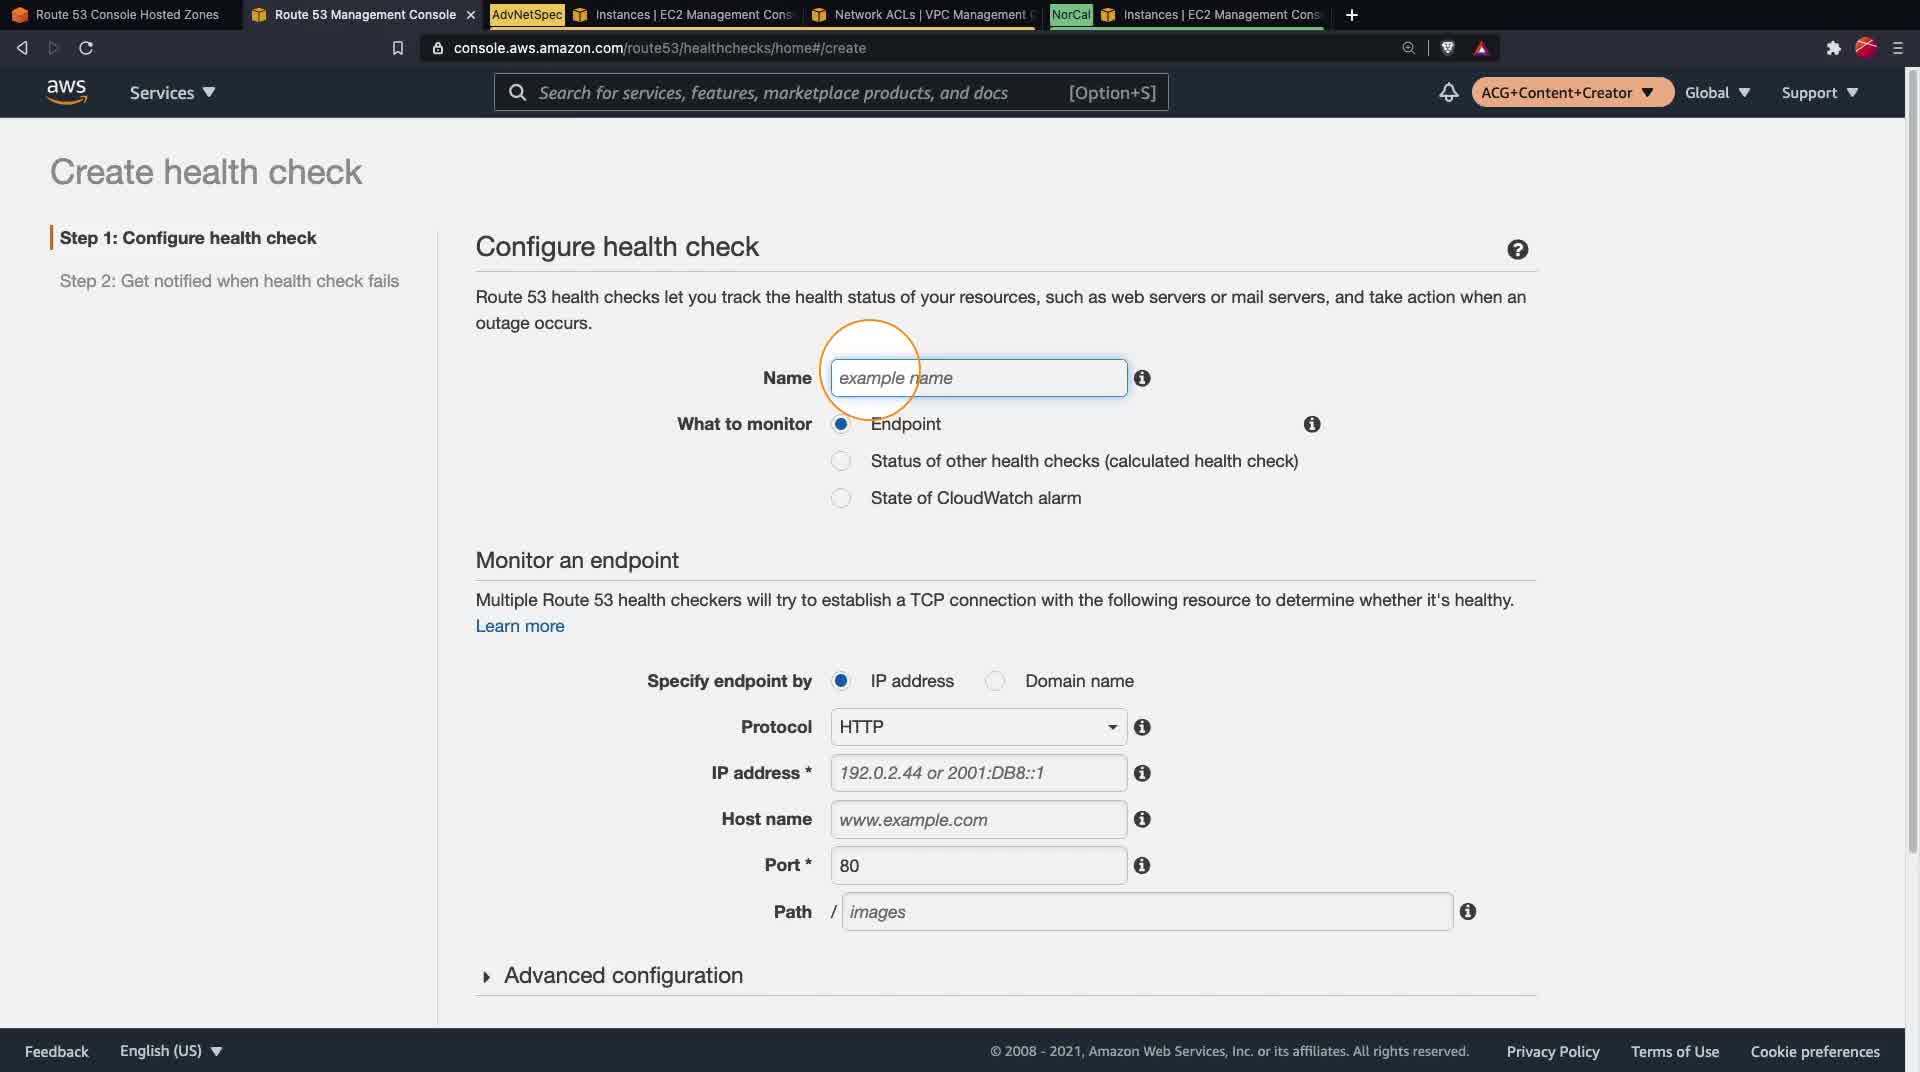 Route 53 Console Hosted Zones
Route 53 Management Console
AdvNetSpec
Instances | EC2 Management Cons
Network ACLs | VPC Management
NorCal
Instances | EC2 Management Cons
console.aws.amazon.com/route53/healthchecks/home#/create
aws
Services
Search for services, features, marketplace products, and docs
[Option+S]
ACG+Content+Creator
Global
Support
Create health check
Step 1: Configure health check
Step 2: Get notified when health check fails
Configure health check
Route 53 health checks let you track the health status of your resources, such as web servers or mail servers, and take action when an
outage occurs.
Name example name
What to monitor Endpoint
Status of other health checks (calculated health check)
State of CloudWatch alarm
Monitor an endpoint
Multiple Route 53 health checkers will try to establish a TCP connection with the following resource to determine whether it's healthy.
Learn more
Specify endpoint by IP address Domain name
Protocol HTTP
IP address * 192.0.2.44 or 2001:DB8::1
Host name www.example.com
Port * 80
Path / images
Advanced configuration
Feedback
English (US)
© 2008 - 2021, Amazon Web Services, Inc. or its affiliates. All rights reserved.
Privacy Policy
Terms of Use
Cookie preferences